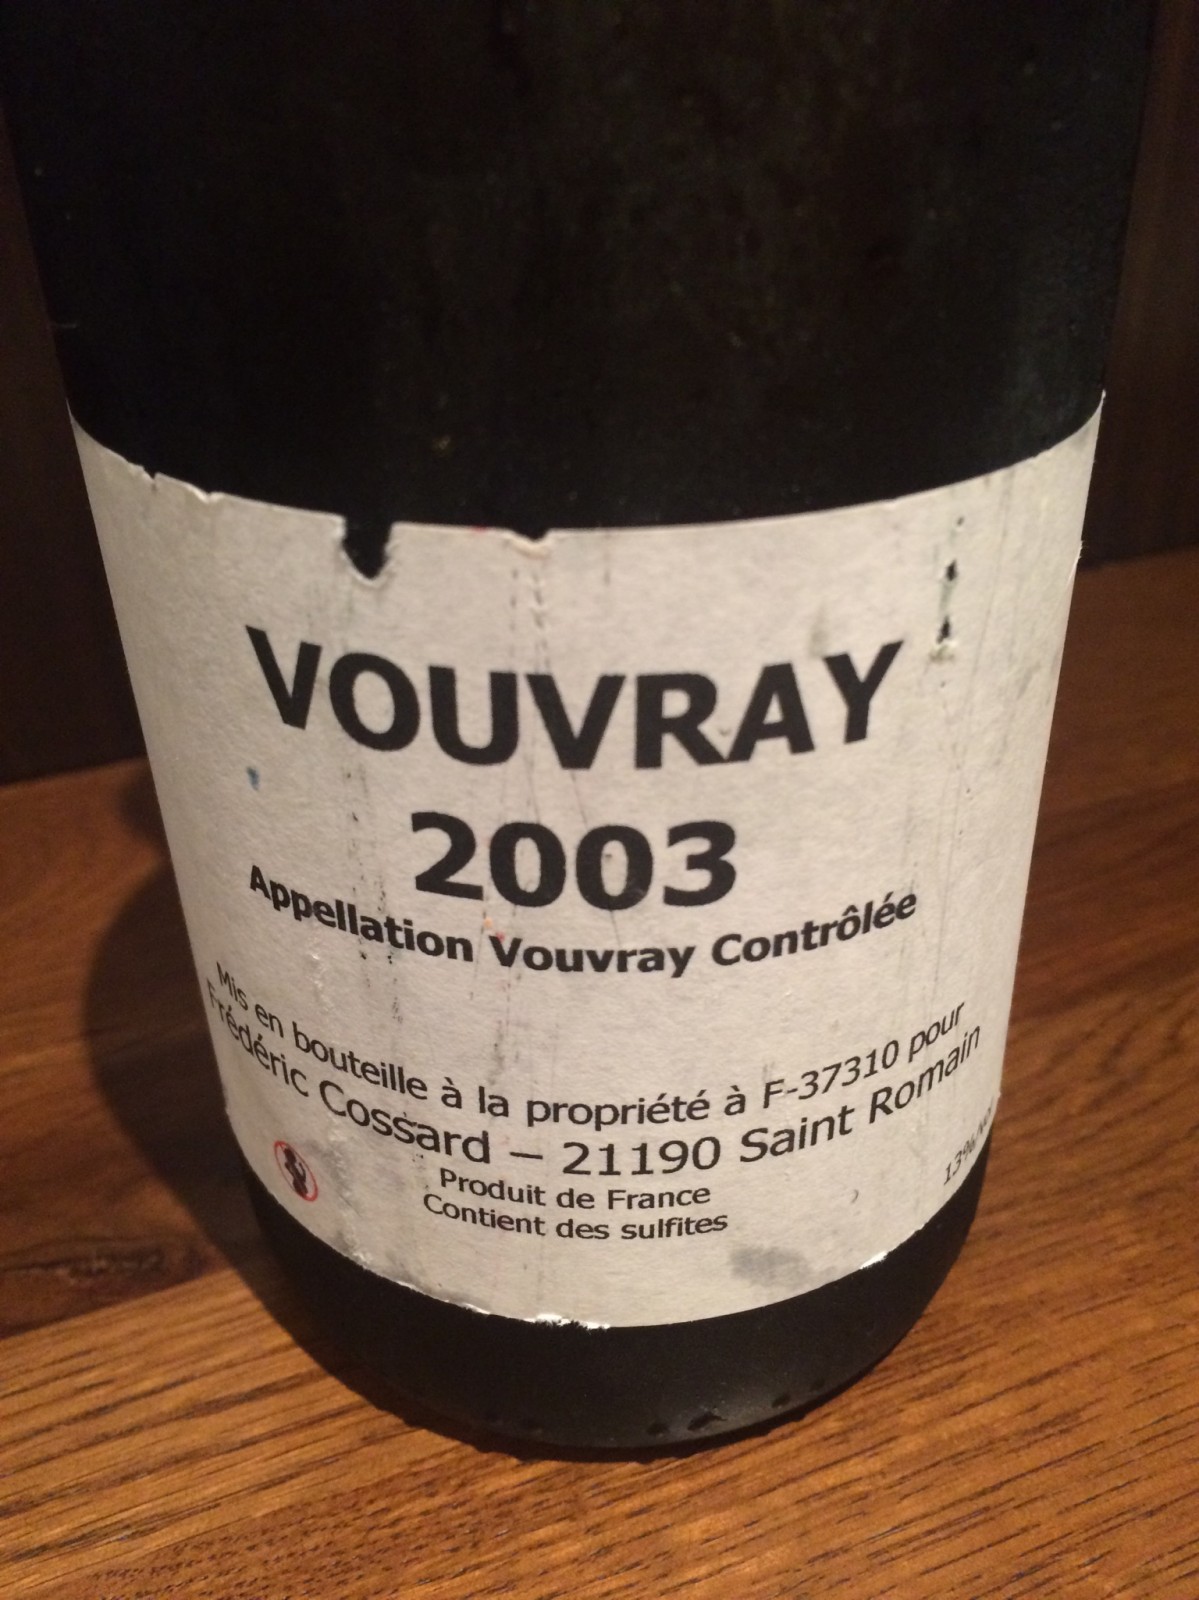 VOUVRAY
2003
Appellation Vouvray Contrôlée
Mis en bouteille à la propriété à F-37310 pour
Frédéric Cossard – 21190 Saint Romain
Produit de France
Contient des sulfites
13%